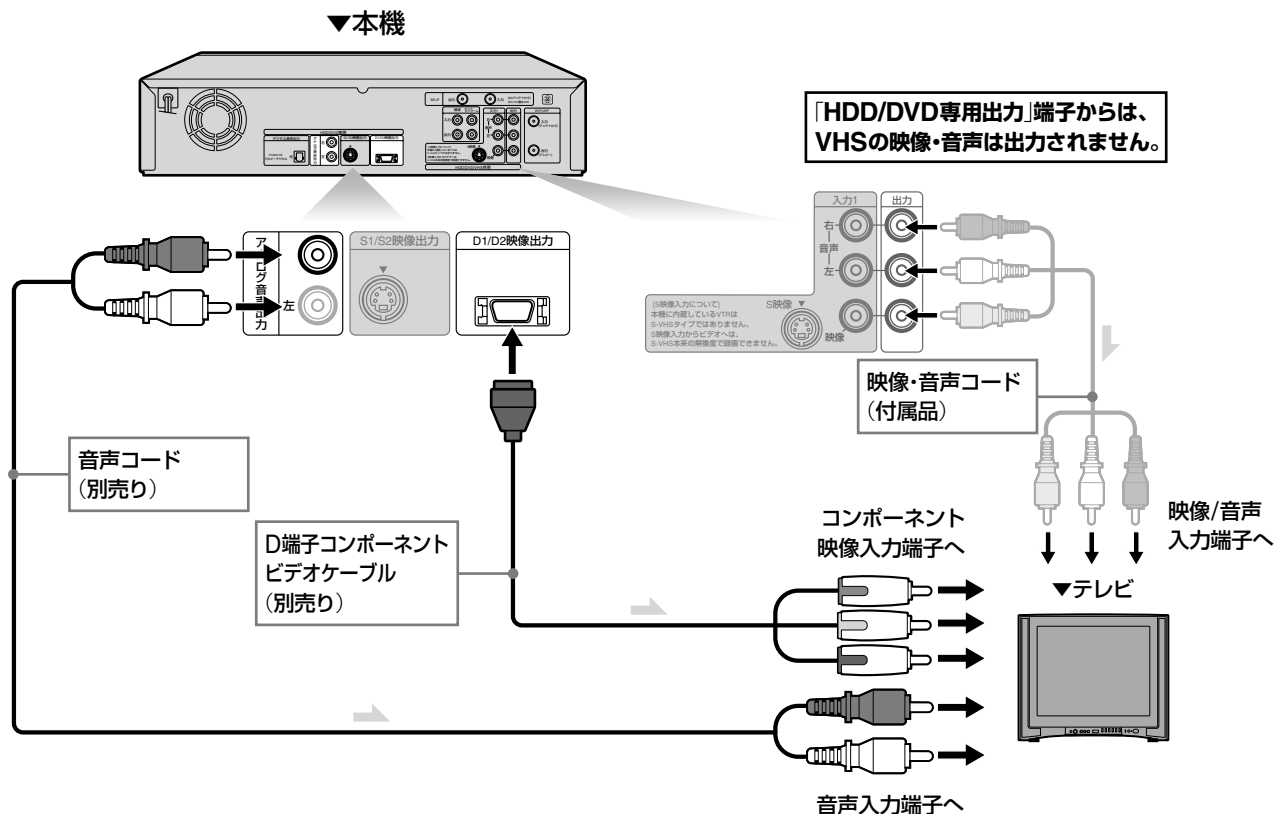 ▼本機
「HDD/DVD専用出力」端子からは、
VHSの映像・音声は出力されません。
HDD/DVD専用
S1/S2映像出力
D1/D2映像出力
左
入力1
出力
右
音声
左
映像
S映像 ▼
[S映像入力について]
本機に内蔵しているVTRは
S-VHSタイプではありません。
S映像入力からビデオへは、
S-VHS本来の解像度で録画できません。
映像・音声コード
（付属品）
音声コード
（別売り）
D端子コンポーネント
ビデオケーブル
（別売り）
コンポーネント
映像入力端子へ
映像/音声
入力端子へ
▼テレビ
音声入力端子へ